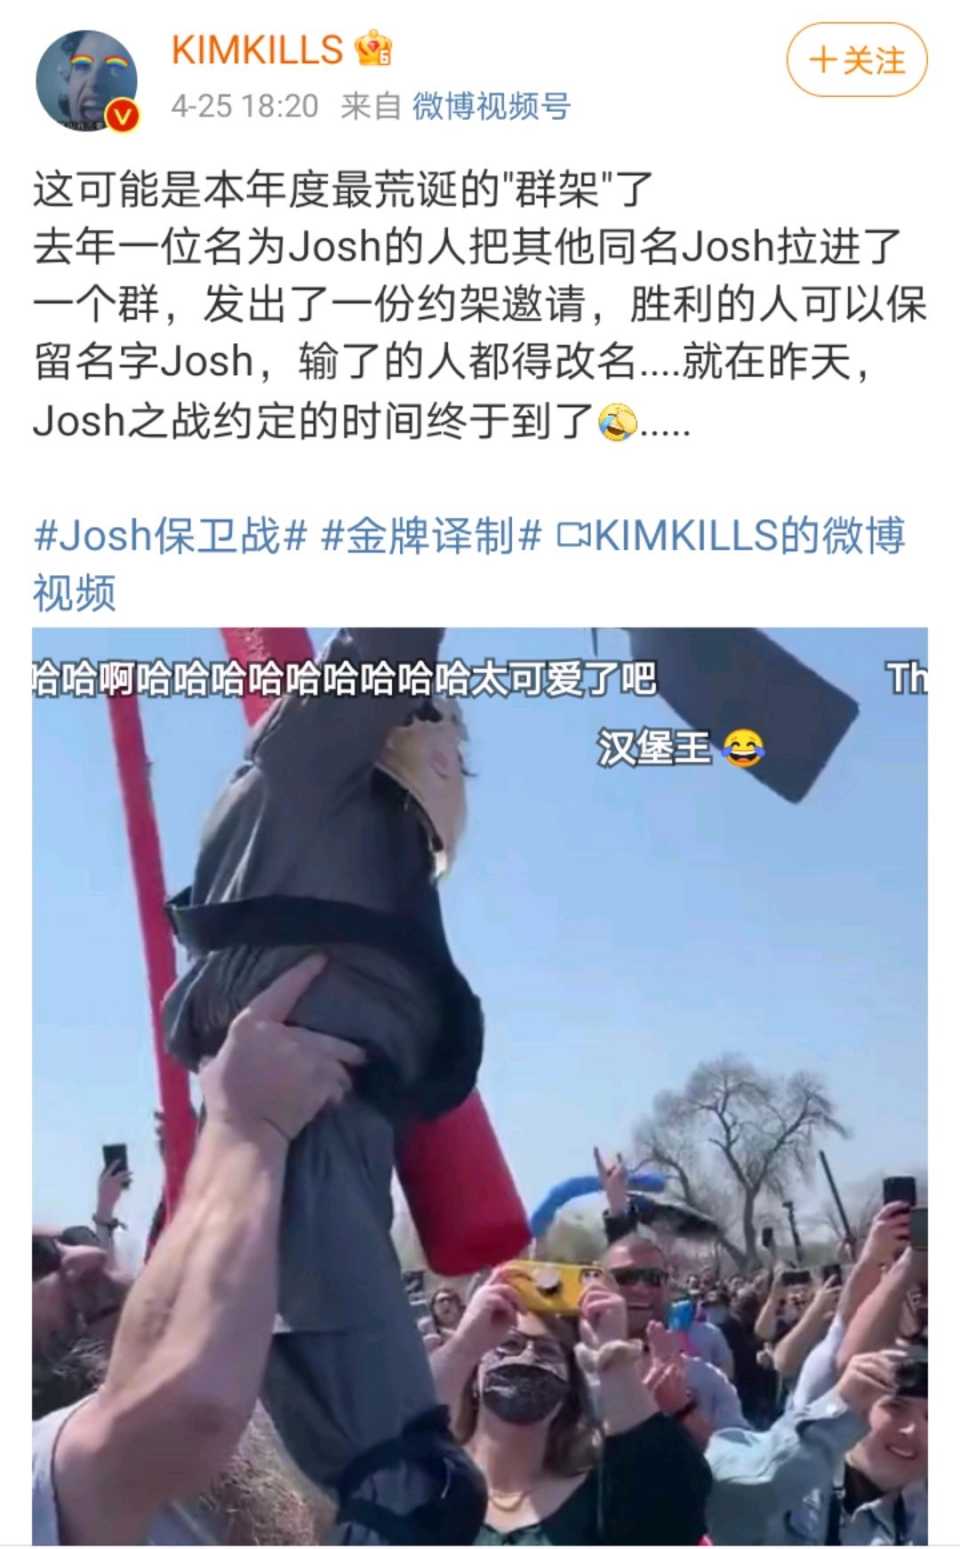 KIMKILLS
6
+关注
V
4-25 18:20 来自 微博视频号
这可能是本年度最荒诞的"群架"了
去年一位名为Josh的人把其他同名Josh拉进了
一个群，发出了一份约架邀请，胜利的人可以保
留名字Josh，输了的人都得改名....就在昨天，
Josh之战约定的时间终于到了🤣.....
#Josh保卫战# #金牌译制# KIMKILLS的微博
视频
哈哈啊哈哈哈哈哈哈哈哈哈太可爱了吧
Th
汉堡王😂